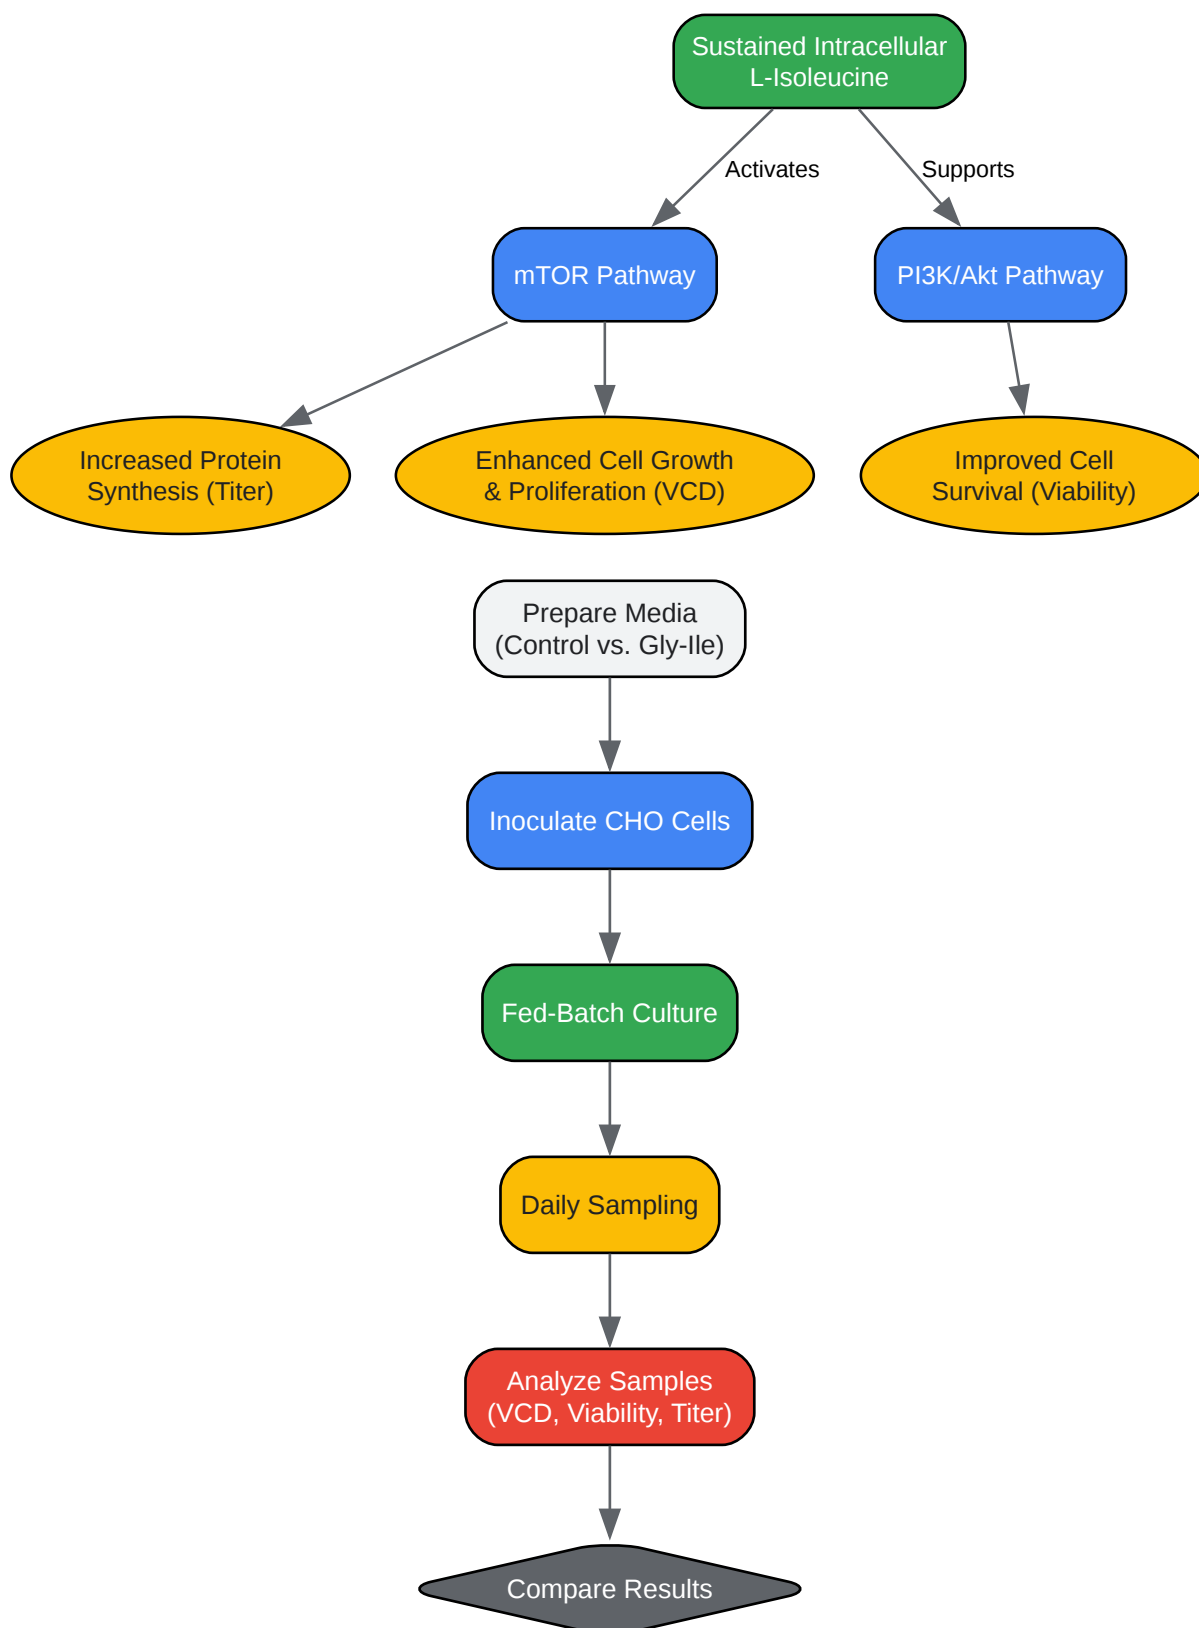 Sustained Intracellular
L-Isoleucine
Activates
Supports
mTOR Pathway
PI3K/Akt Pathway
Increased Protein
Synthesis (Titer)
Enhanced Cell Growth
& Proliferation (VCD)
Improved Cell
Survival (Viability)
Prepare Media
(Control vs. Gly-Ile)
Inoculate CHO Cells
Fed-Batch Culture
Daily Sampling
Analyze Samples
(VCD, Viability, Titer)
Compare Results